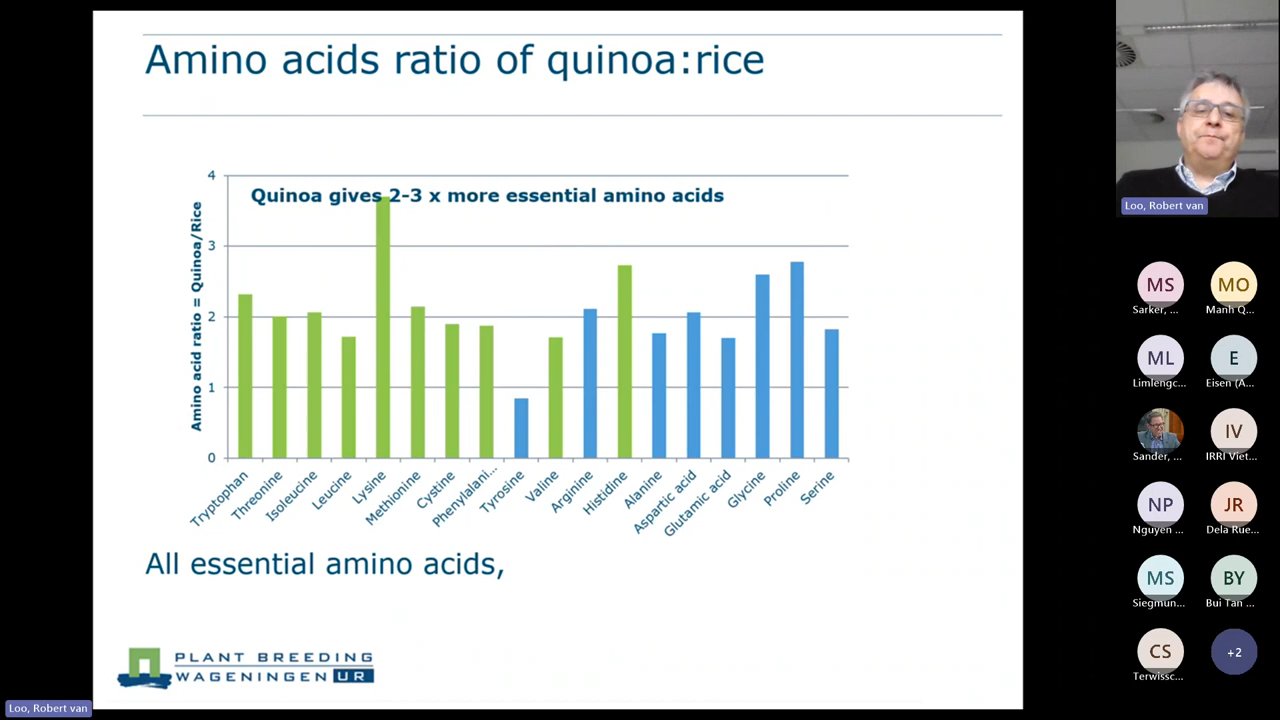 Amino acids ratio of quinoa:rice
Quinoa gives 2-3 x more essential amino acids
Amino acid ratio = Quinoa/Rice
4
3
2
1
0
Tryptophan
Threonine
Isoleucine
Leucine
Lysine
Methionine
Cystine
Phenylalani...
Tyrosine
Valine
Arginine
Histidine
Alanine
Aspartic acid
Glutamic acid
Glycine
Proline
Serine
All essential amino acids,
PLANT BREEDING
WAGENINGEN UR
Loo, Robert van
Loo, Robert van
MS
Sarker, ...
MO
Manh Q...
ML
Limlengc...
E
Eisen (A...
Sander, ...
IV
IRRI Viet...
NP
Nguyen ...
JR
Dela Rue...
MS
Siegmun...
BY
Bui Tan ...
CS
Terwissc...
+2